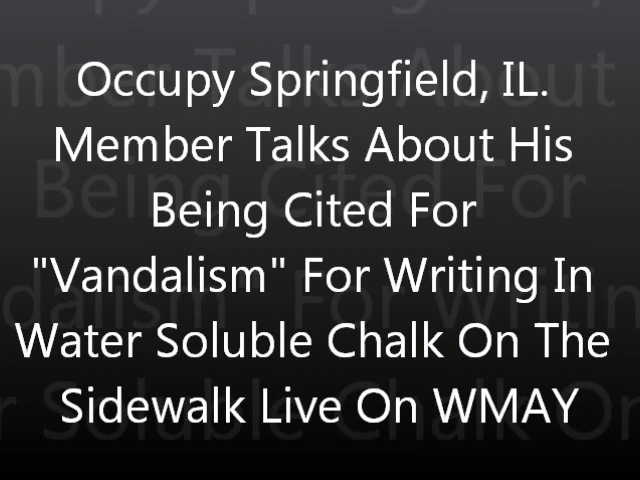 Occupy Springfield, IL.
Member Talks About His
Being Cited For
"Vandalism" For Writing In
Water Soluble Chalk On The
Sidewalk Live On WMAY